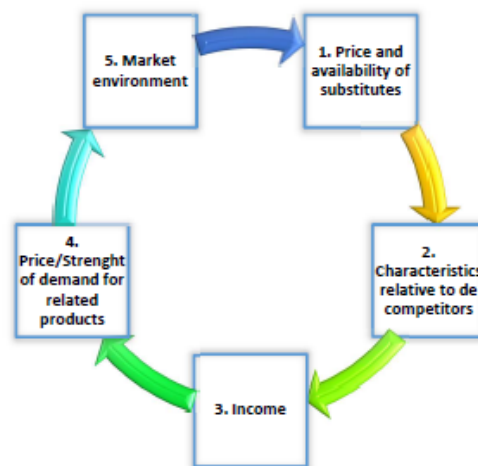 1. Price and
availability of
substitutes
2.
Characteristics
relative to de
competitors
3. Income
4.
Price/Strenght
of demand for
related
products
5. Market
environment